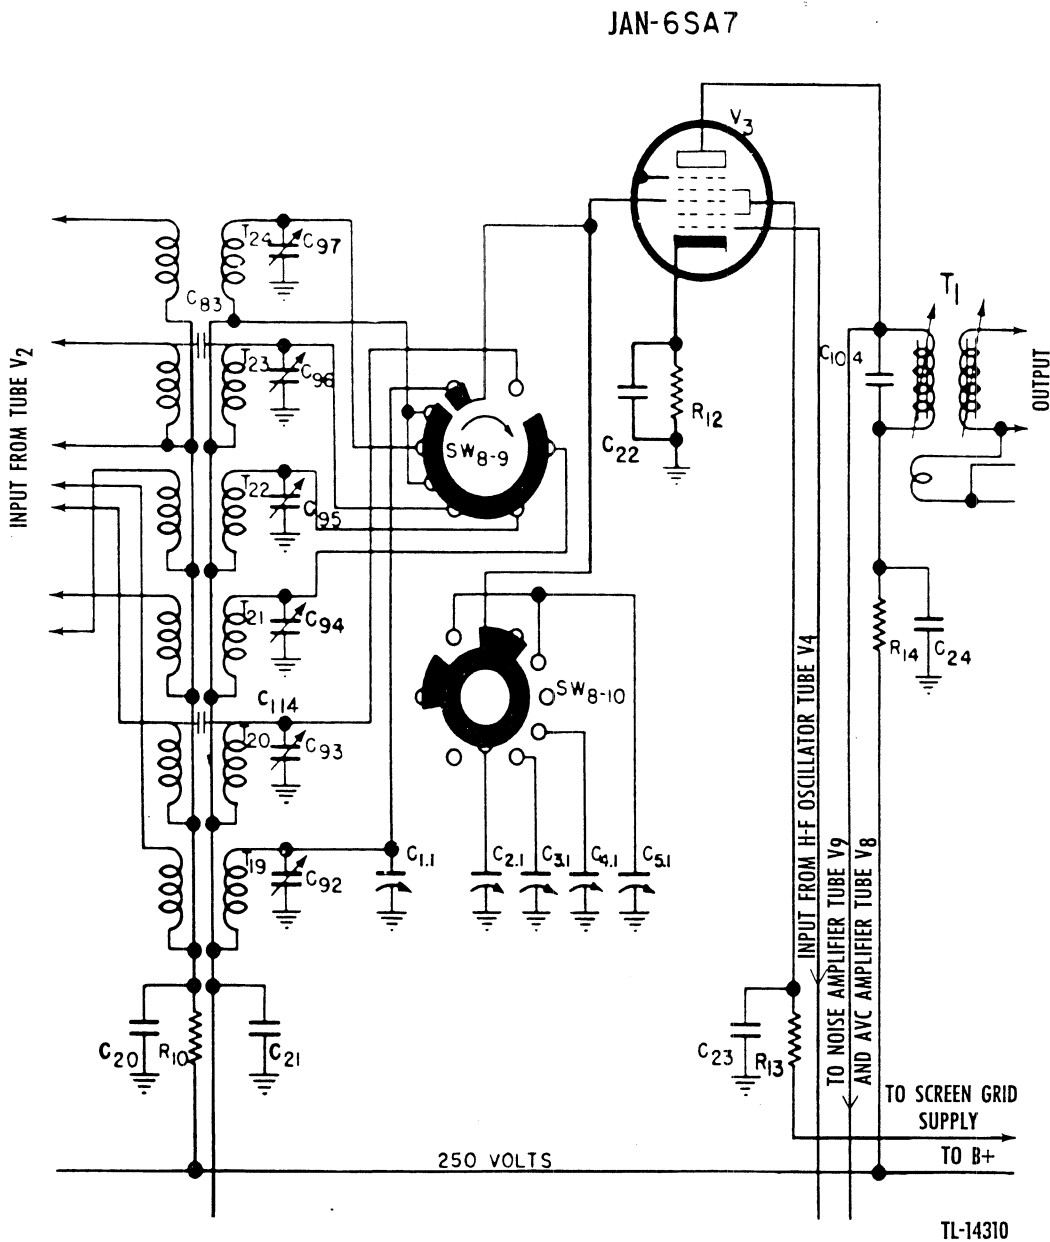 JAN-6SA7
V3
T24
C97
C83
T1
T23
C96
C104
INPUT FROM TUBE V2
OUTPUT
R12
SW8-9
C22
T22
C95
T21
C94
R14
C24
SW8-10
C114
T20
C93
T19
C92
C1.1
C2.1
C3.1
C4.1
C5.1
INPUT FROM H-F OSCILLATOR TUBE V4
TO NOISE AMPLIFIER TUBE V9
AND AVC AMPLIFIER TUBE V8
C20
R10
C21
C23
R13
TO SCREEN GRID
SUPPLY
250 VOLTS
TO B+
TL-14310